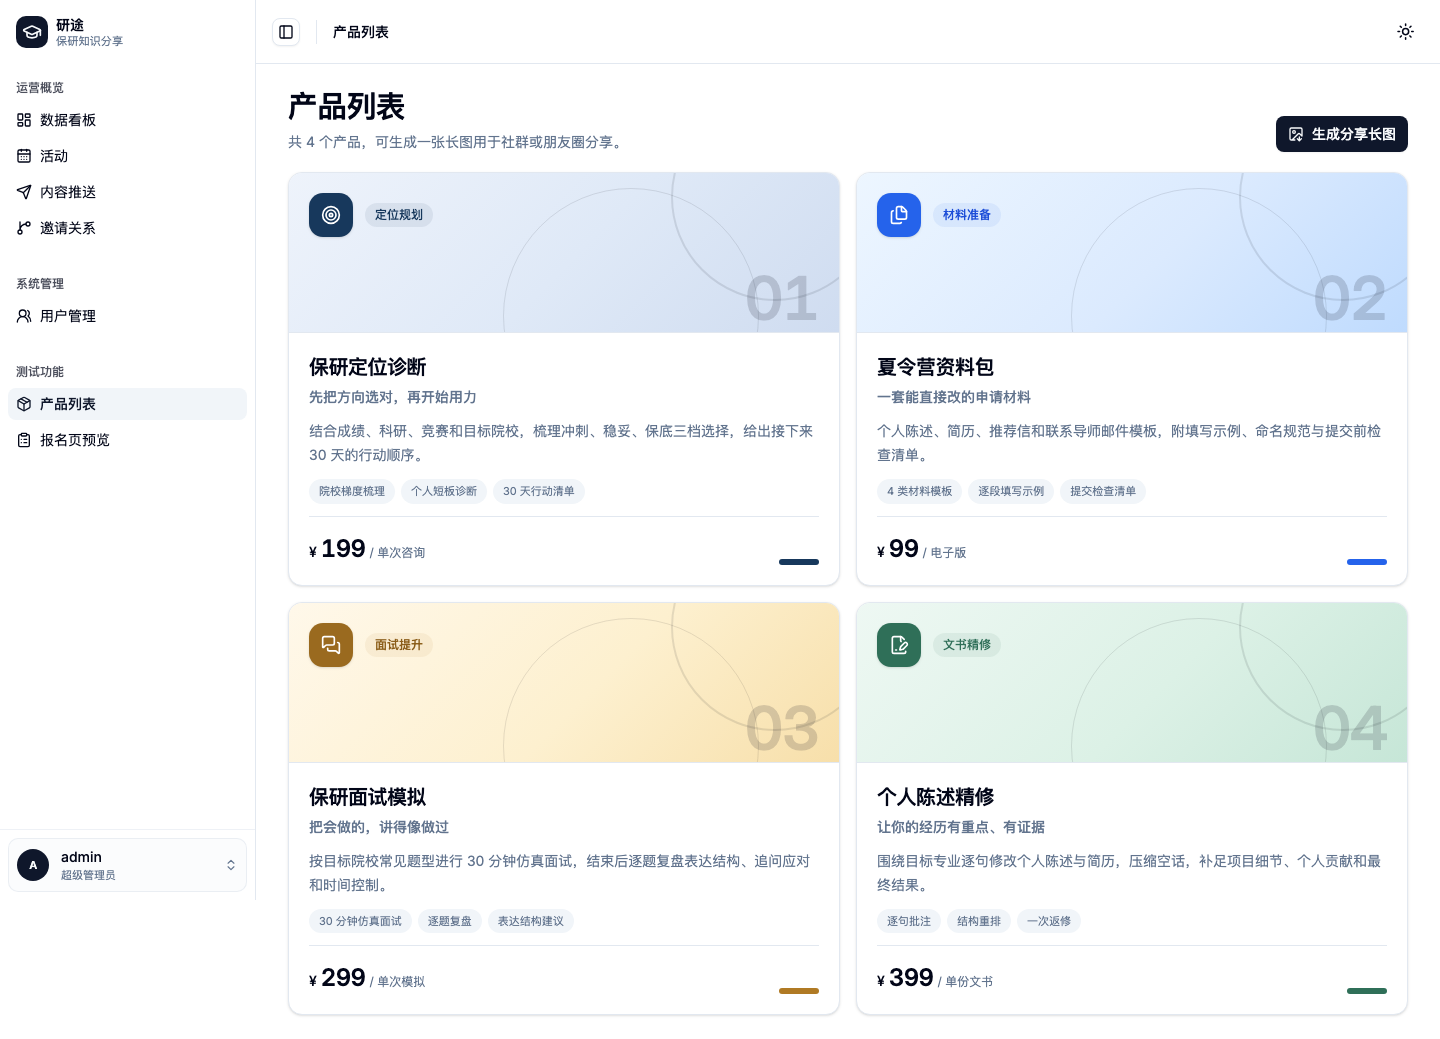 研途
保研知识分享
运营概览
数据看板
活动
内容推送
邀请关系
系统管理
用户管理
测试功能
产品列表
报名页预览
A
admin
超级管理员
产品列表
产品列表
共 4 个产品，可生成一张长图用于社群或朋友圈分享。
生成分享长图
定位规划
01
保研定位诊断
先把方向选对，再开始用力
结合成绩、科研、竞赛和目标院校，梳理冲刺、稳妥、保底三档选择，给出接下来
30 天的行动顺序。
院校梯度梳理
个人短板诊断
30 天行动清单
¥ 199 / 单次咨询
材料准备
02
夏令营资料包
一套能直接改的申请材料
个人陈述、简历、推荐信和联系导师邮件模板，附填写示例、命名规范与提交前检
查清单。
4 类材料模板
逐段填写示例
提交检查清单
¥ 99 / 电子版
面试提升
03
保研面试模拟
把会做的，讲得像做过
按目标院校常见题型进行 30 分钟仿真面试，结束后逐题复盘表达结构、追问应对
和时间控制。
30 分钟仿真面试
逐题复盘
表达结构建议
¥ 299 / 单次模拟
文书精修
04
个人陈述精修
让你的经历有重点、有证据
围绕目标专业逐句修改个人陈述与简历，压缩空话，补足项目细节、个人贡献和最
终结果。
逐句批注
结构重排
一次返修
¥ 399 / 单份文书